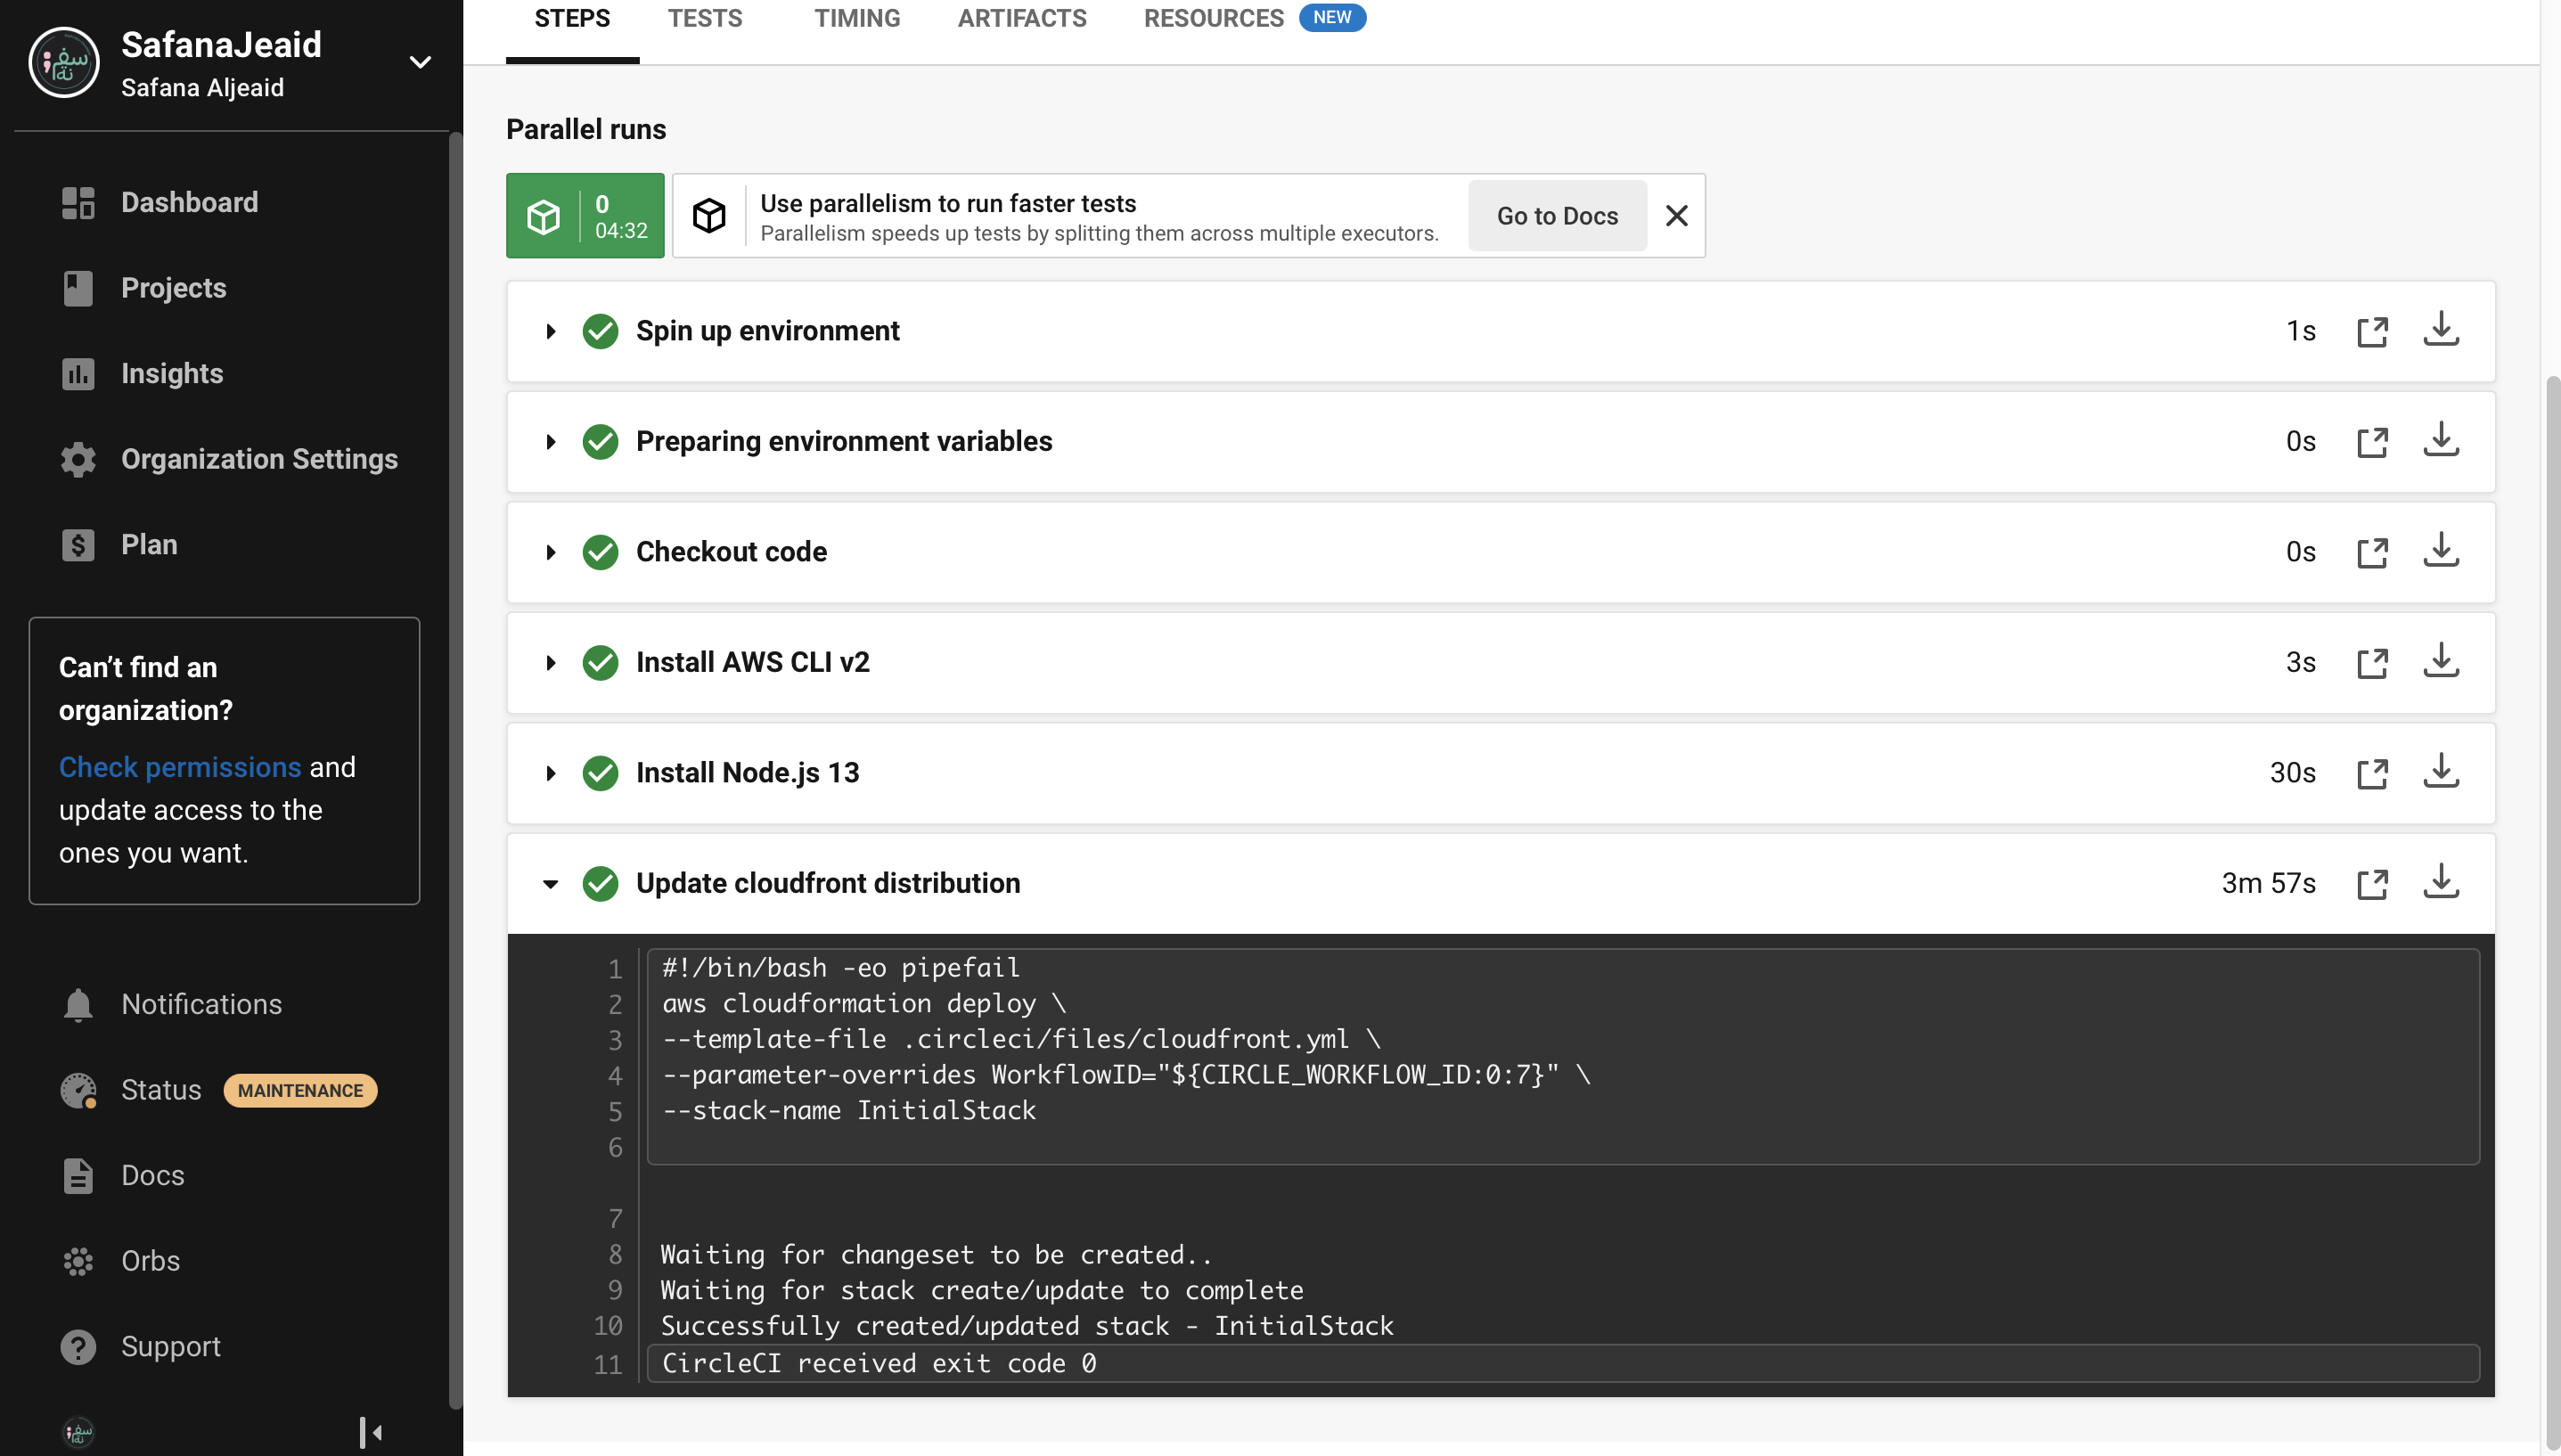 SafanaJeaid
Safana Aljeaid
Dashboard
Projects
Insights
Organization Settings
Plan
Can’t find an
organization?
Check permissions and
update access to the
ones you want.
Notifications
Status MAINTENANCE
Docs
Orbs
Support
STEPS TESTS TIMING ARTIFACTS RESOURCES NEW
Parallel runs
0
04:32
Use parallelism to run faster tests
Parallelism speeds up tests by splitting them across multiple executors.
Go to Docs
Spin up environment 1s
Preparing environment variables 0s
Checkout code 0s
Install AWS CLI v2 3s
Install Node.js 13 30s
Update cloudfront distribution 3m 57s
1 #!/bin/bash -eo pipefail
2 aws cloudformation deploy \
3 --template-file .circleci/files/cloudfront.yml \
4 --parameter-overrides WorkflowID="${CIRCLE_WORKFLOW_ID:0:7}" \
5 --stack-name InitialStack
6
7
8 Waiting for changeset to be created..
9 Waiting for stack create/update to complete
10 Successfully created/updated stack - InitialStack
11 CircleCI received exit code 0